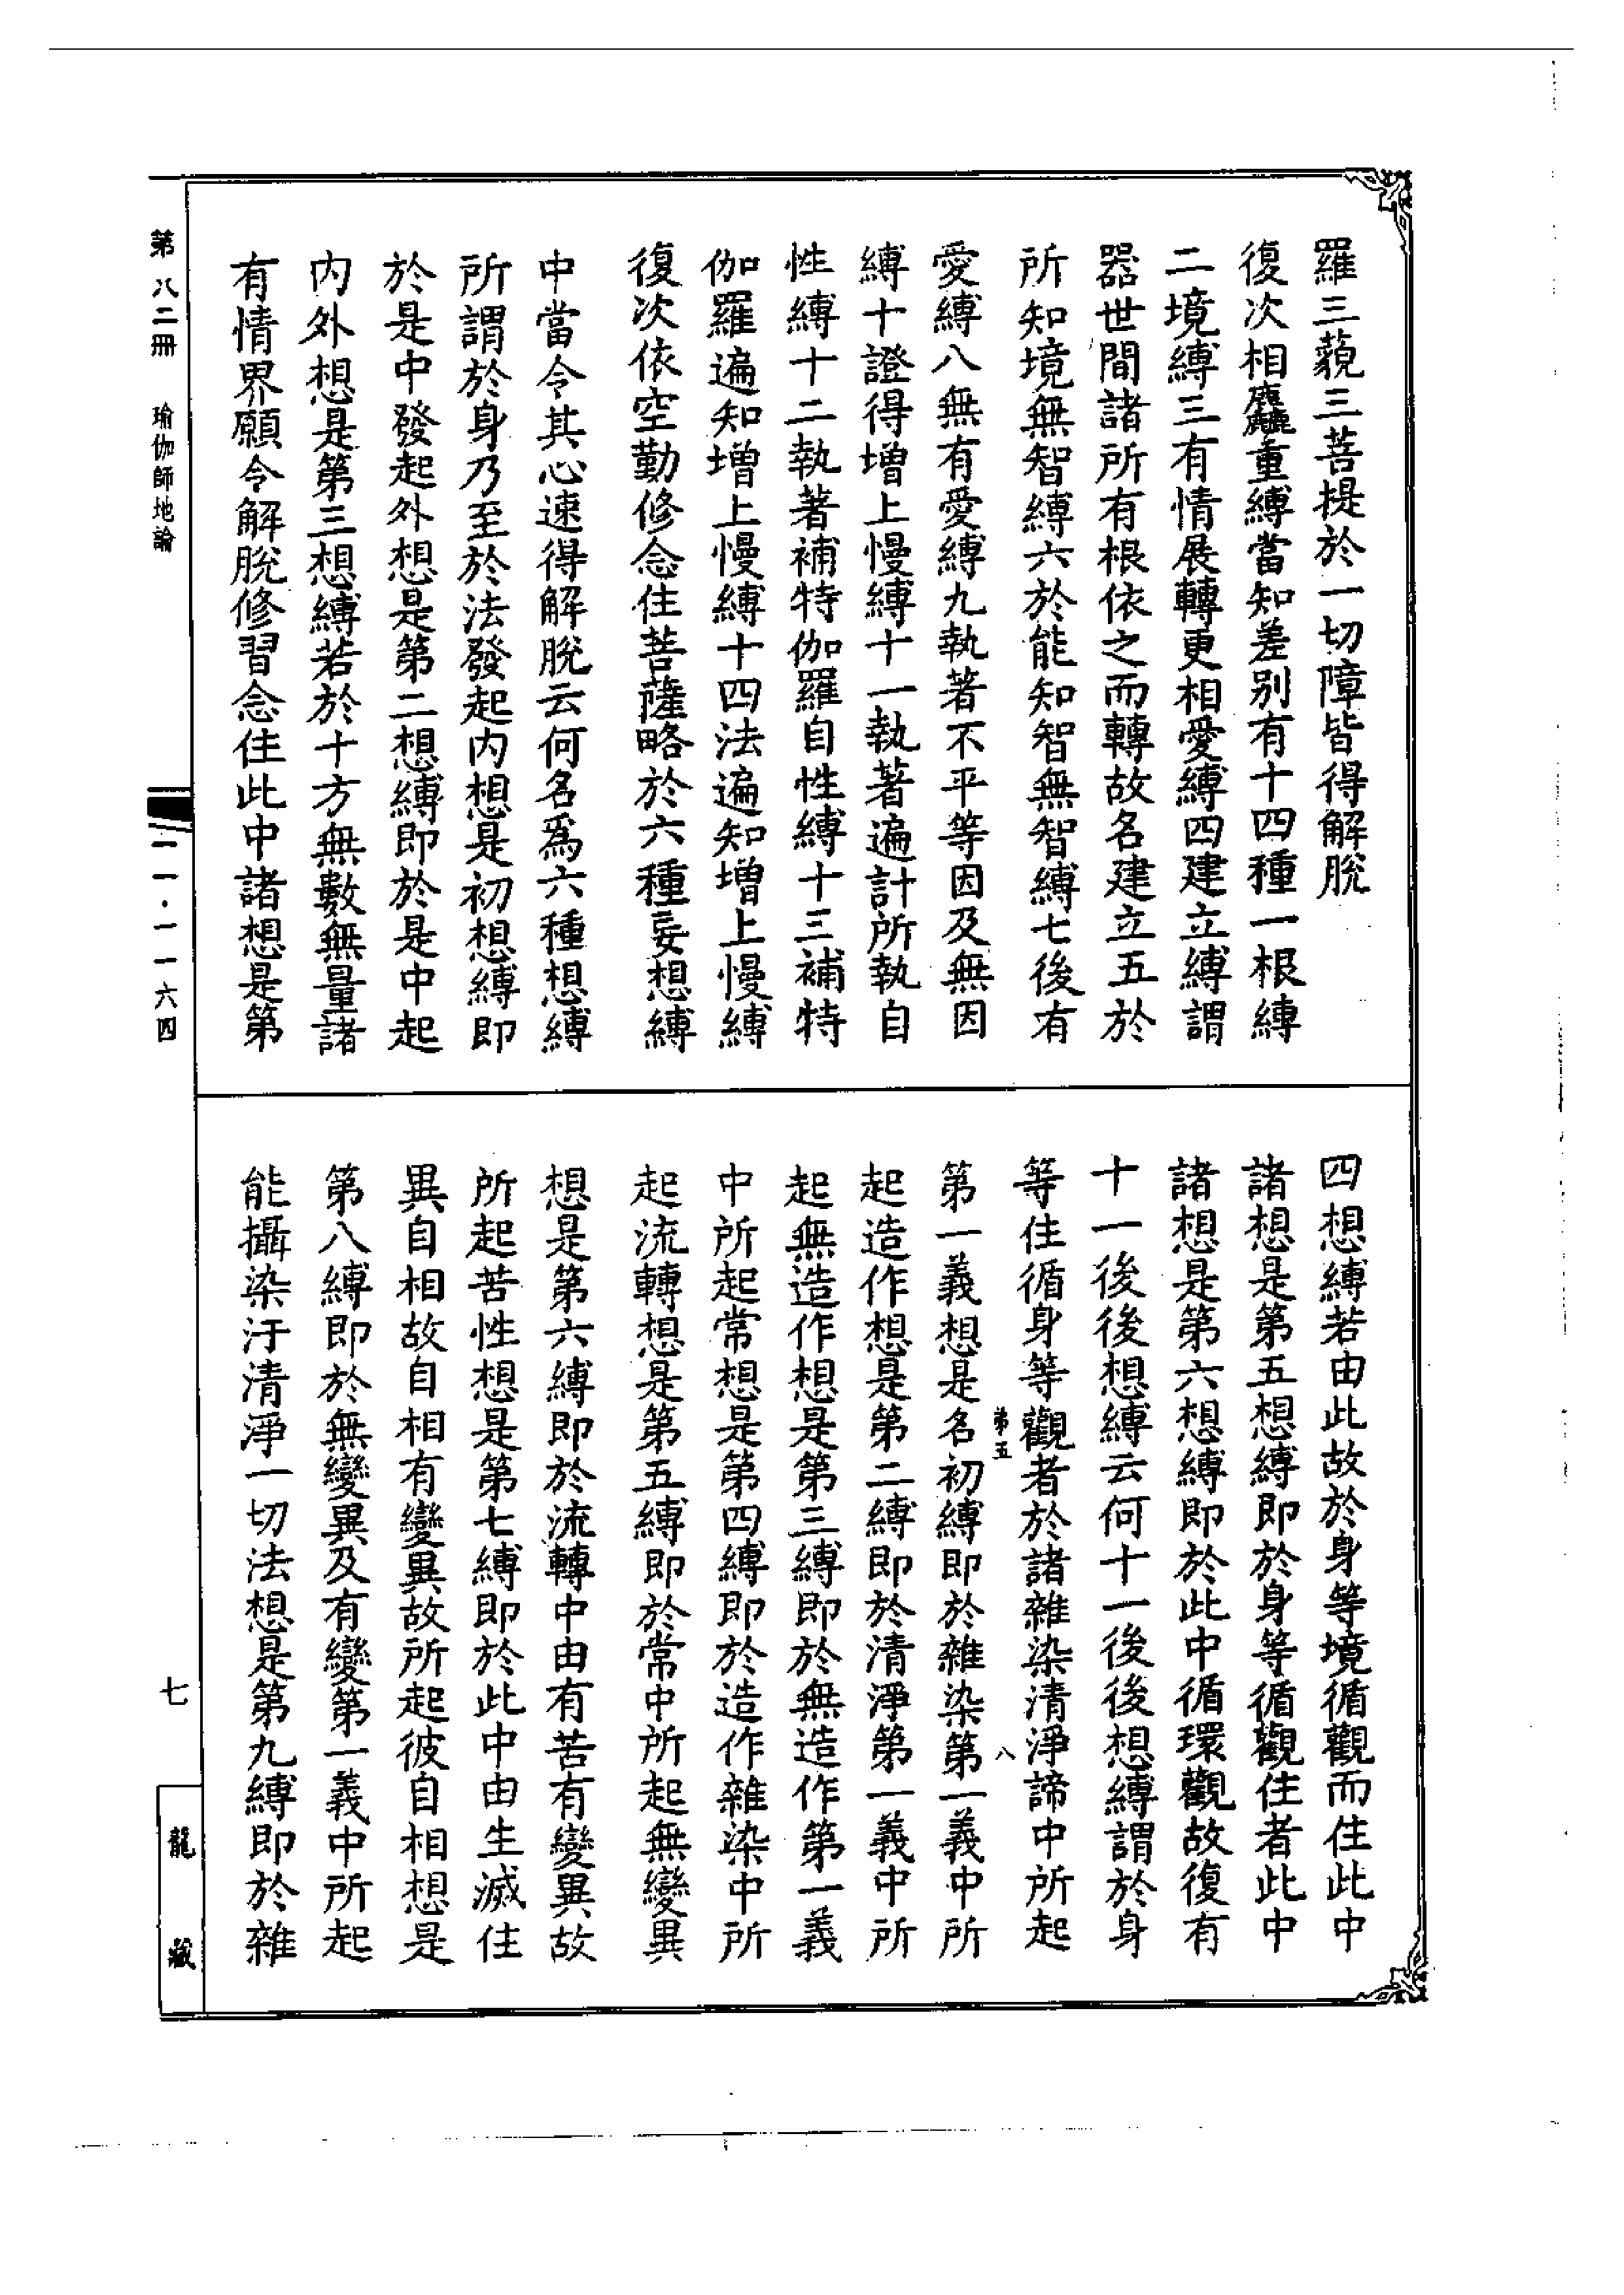 羅三藐三菩提於一切障皆得解脫
復次相麤重縛當知差别有十四種一根縛
二境縛三有情展轉更相愛縛四建立縛謂
器世間諸所有根依之而轉故名建立五於
所知境無智縛六於能知智無智縛七後有
愛縛八無有愛縛九執著不平等因及無因
縛十證得增上慢縛十一執著遍計所執自
性縛十二執著補特伽羅自性縛十三補特
伽羅遍知增上慢縛十四法遍知增上慢縛
復次依空勤修念住菩薩略於六種妄想縛
中當令其心速得解脫云何名爲六種想縛
所謂於身乃至於法發起内想是初想縛即
於是中發起外想是第二想縛即於是中起
内外想是第三想縛若於十方無數無量諸
有情界願令解脫修習念住此中諸想是第
四想縛若由此故於身等境循觀而住此中
諸想是第五想縛即於身等循觀住者此中
諸想是第六想縛即於此中循環觀故復有
十一後後想縛云何十一後後想縛謂於身
等住循身等觀者於諸雜染清淨諦中所起
第五
八
第一義想是名初縛即於雜染第一義中所
起造作想是第二縛即於清淨第一義中所
起無造作想是第三縛即於無造作第一義
中所起常想是第四縛即於造作雜染中所
起流轉想是第五縛即於常中所起無變異
想是第六縛即於流轉中由有苦有變異故
所起苦性想是第七縛即於此中由生滅住
異自相故自相有變異故所起彼自相想是
第八縛即於無變異及有變第一義中所起
能攝染汙清淨一切法想是第九縛即於雜
第八二冊
瑜伽師地論
一一一·一一六四
七
龍藏